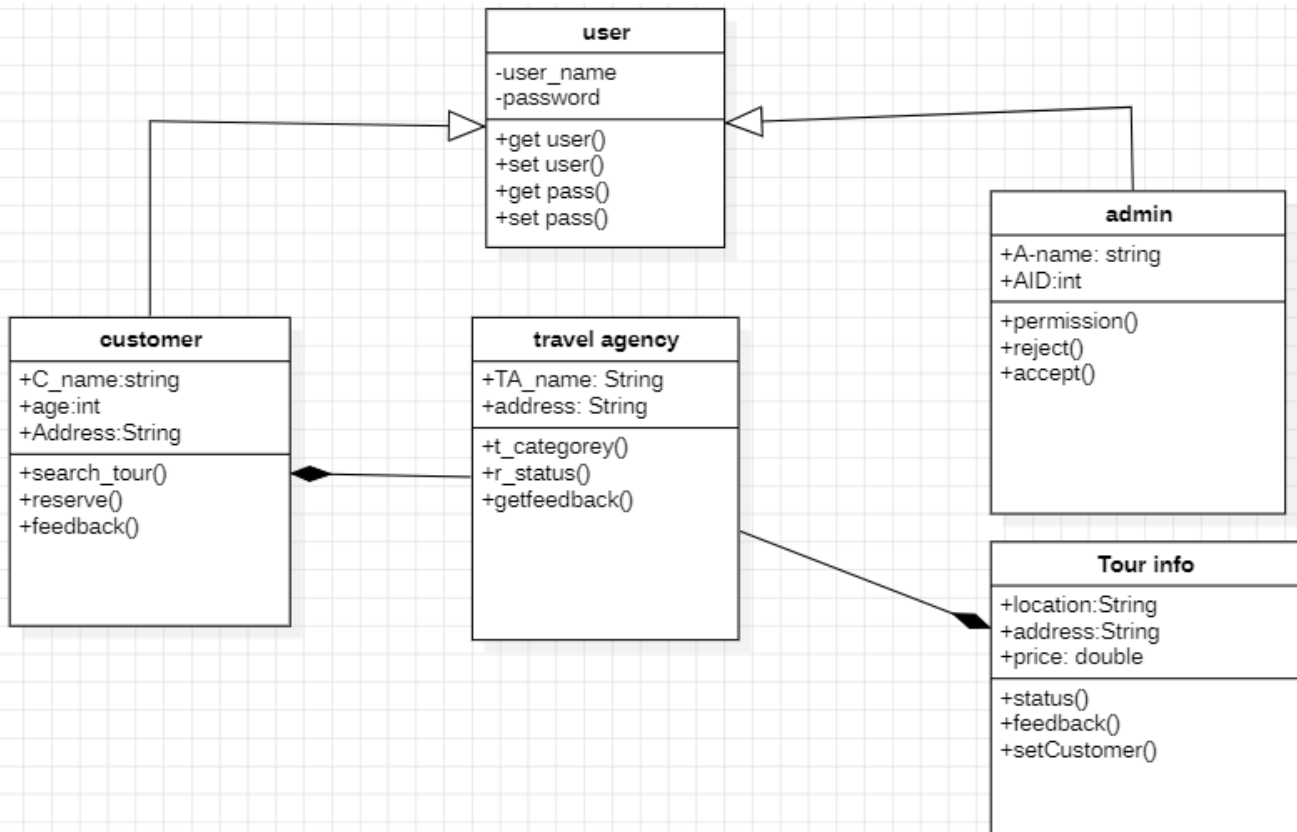 user
-user_name
-password
+get user()
+set user()
+get pass()
+set pass()
admin
+A-name: string
+AID:int
+permission()
+reject()
+accept()
customer
+C_name:string
+age:int
+Address:String
+search_tour()
+reserve()
+feedback()
travel agency
+TA_name: String
+address: String
+t_categorey()
+r_status()
+getfeedback()
Tour info
+location:String
+address:String
+price: double
+status()
+feedback()
+setCustomer()